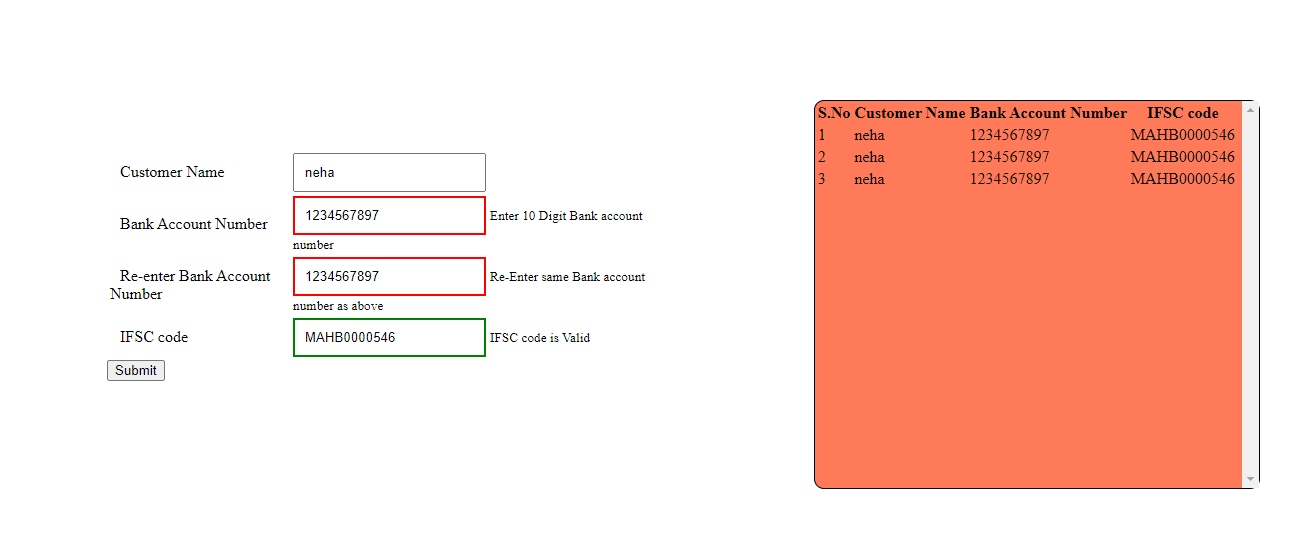 Customer Name neha
Bank Account Number 1234567897 Enter 10 Digit Bank account
number
Re-enter Bank Account 1234567897 Re-Enter same Bank account
Number number as above
IFSC code MAHB0000546 IFSC code is Valid
Submit
S.No Customer Name Bank Account Number IFSC code
1 neha 1234567897 MAHB0000546
2 neha 1234567897 MAHB0000546
3 neha 1234567897 MAHB0000546